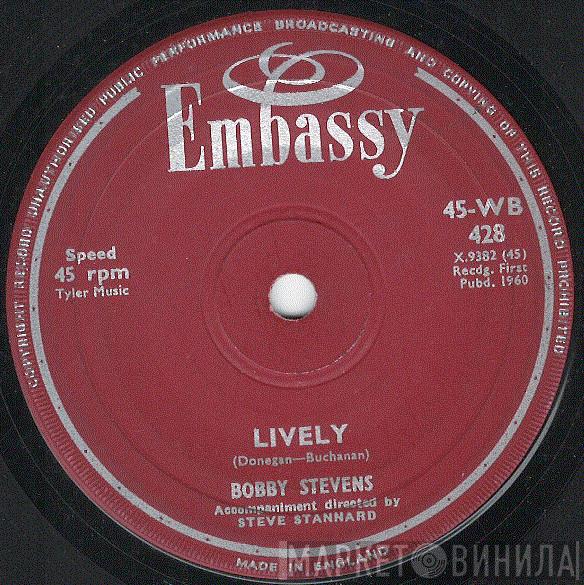 COPYRIGHT RECORD UNAUTHORISED PUBLIC PERFORMANCE BROADCASTING AND COPYING OF THIS RECORD PROHIBITED
Embassy
45-WB
428
X.9382 (45)
Recdg. First
Pubd. 1960
Speed
45 rpm
Tyler Music
LIVELY
(Donegan—Buchanan)
BOBBY STEVENS
Accompaniment directed by
STEVE STANNARD
MADE IN ENGLAND
МАРКЕТ ВИНИЛА